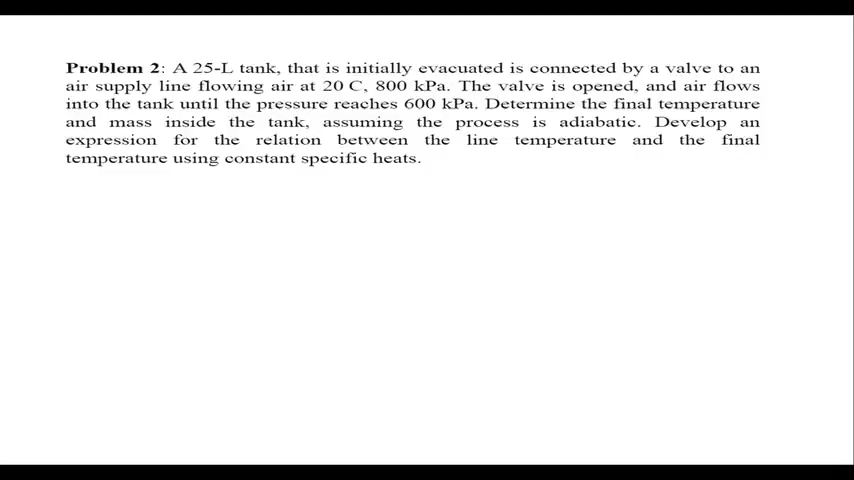 Problem 2: A 25-L tank, that is initially evacuated is connected by a valve to an
air supply line flowing air at 20 C, 800 kPa. The valve is opened, and air flows
into the tank until the pressure reaches 600 kPa. Determine the final temperature
and mass inside the tank, assuming the process is adiabatic. Develop an
expression for the relation between the line temperature and the final
temperature using constant specific heats.